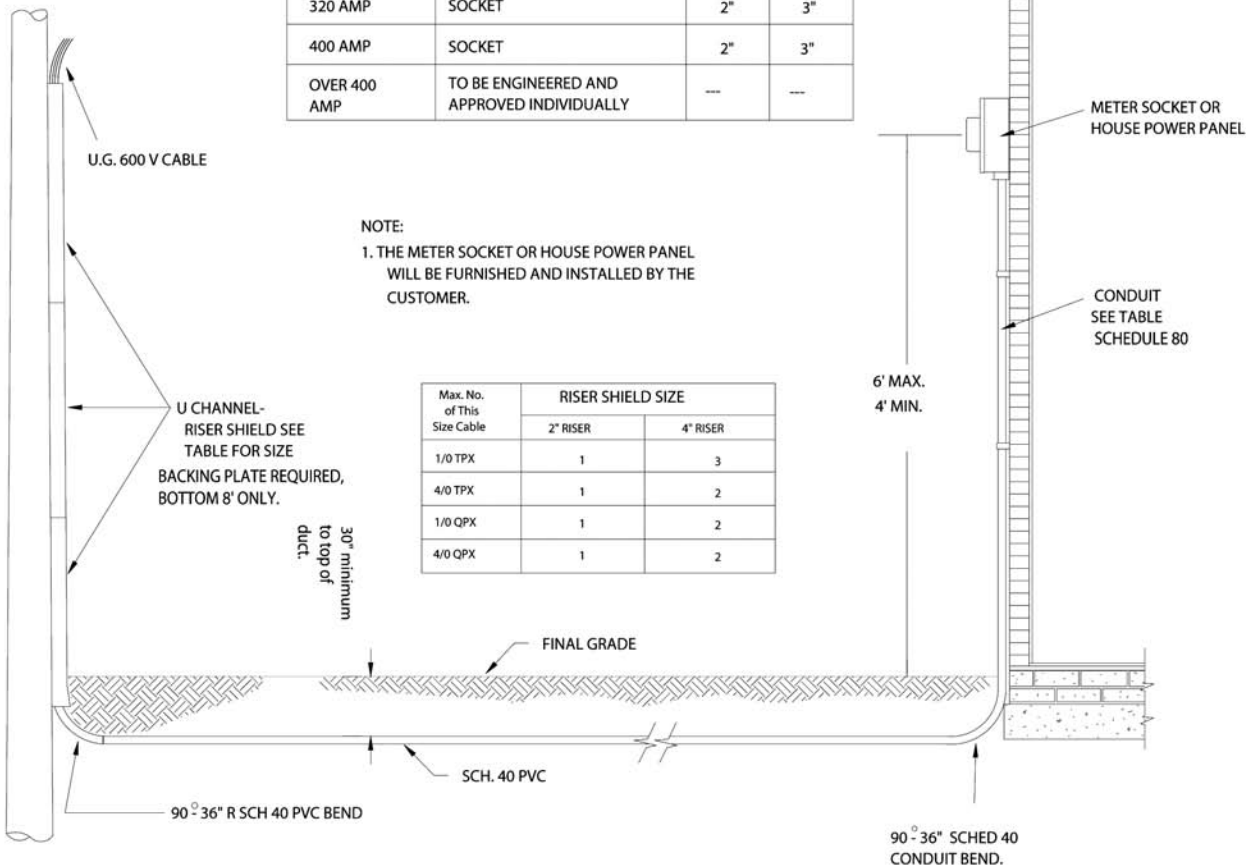 320 AMP SOCKET 2" 3"
400 AMP SOCKET 2" 3"
OVER 400 TO BE ENGINEERED AND --- ---
AMP APPROVED INDIVIDUALLY
METER SOCKET OR
HOUSE POWER PANEL
U.G. 600 V CABLE
NOTE:
1. THE METER SOCKET OR HOUSE POWER PANEL
WILL BE FURNISHED AND INSTALLED BY THE
CUSTOMER.
CONDUIT
SEE TABLE
SCHEDULE 80
6' MAX.
4' MIN.
U CHANNEL-
RISER SHIELD SEE
TABLE FOR SIZE
BACKING PLATE REQUIRED,
BOTTOM 8' ONLY.
Max. No. RISER SHIELD SIZE
of This
Size Cable 2" RISER 4" RISER
1/0 TPX 1 3
4/0 TPX 1 2
1/0 QPX 1 2
4/0 QPX 1 2
30" minimum
to top of
duct.
FINAL GRADE
SCH. 40 PVC
90°- 36" R SCH 40 PVC BEND
90°- 36" SCHED 40
CONDUIT BEND.